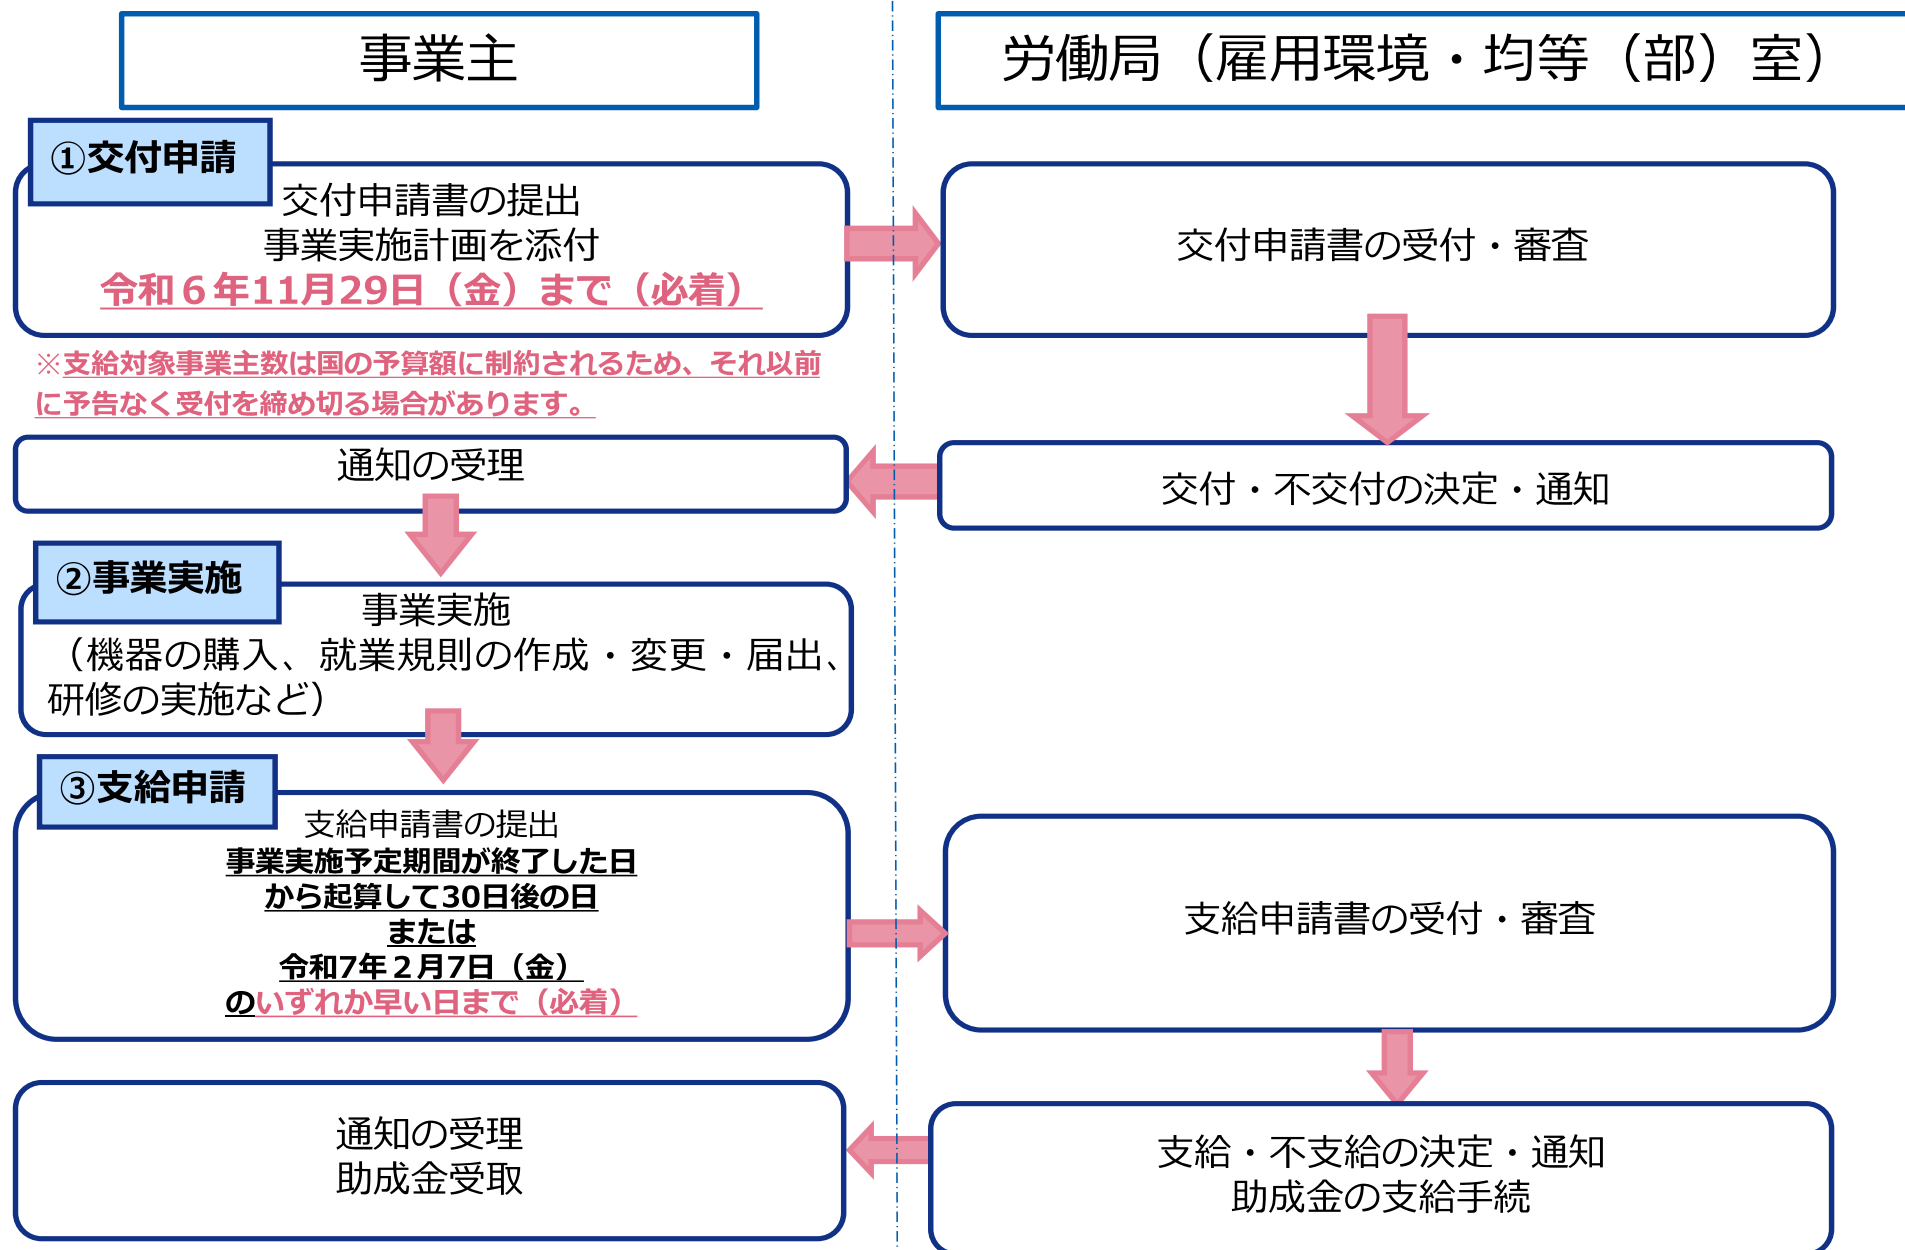 事業主
労働局（雇用環境・均等（部）室）
①交付申請
交付申請書の提出
事業実施計画を添付
令和６年11月29日（金）まで（必着）
交付申請書の受付・審査
※支給対象事業主数は国の予算額に制約されるため、それ以前
に予告なく受付を締め切る場合があります。
通知の受理
交付・不交付の決定・通知
②事業実施
事業実施
（機器の購入、就業規則の作成・変更・届出、
研修の実施など）
③支給申請
支給申請書の提出
事業実施予定期間が終了した日
から起算して30日後の日
または
令和7年２月7日（金）
のいずれか早い日まで（必着）
支給申請書の受付・審査
通知の受理
助成金受取
支給・不支給の決定・通知
助成金の支給手続